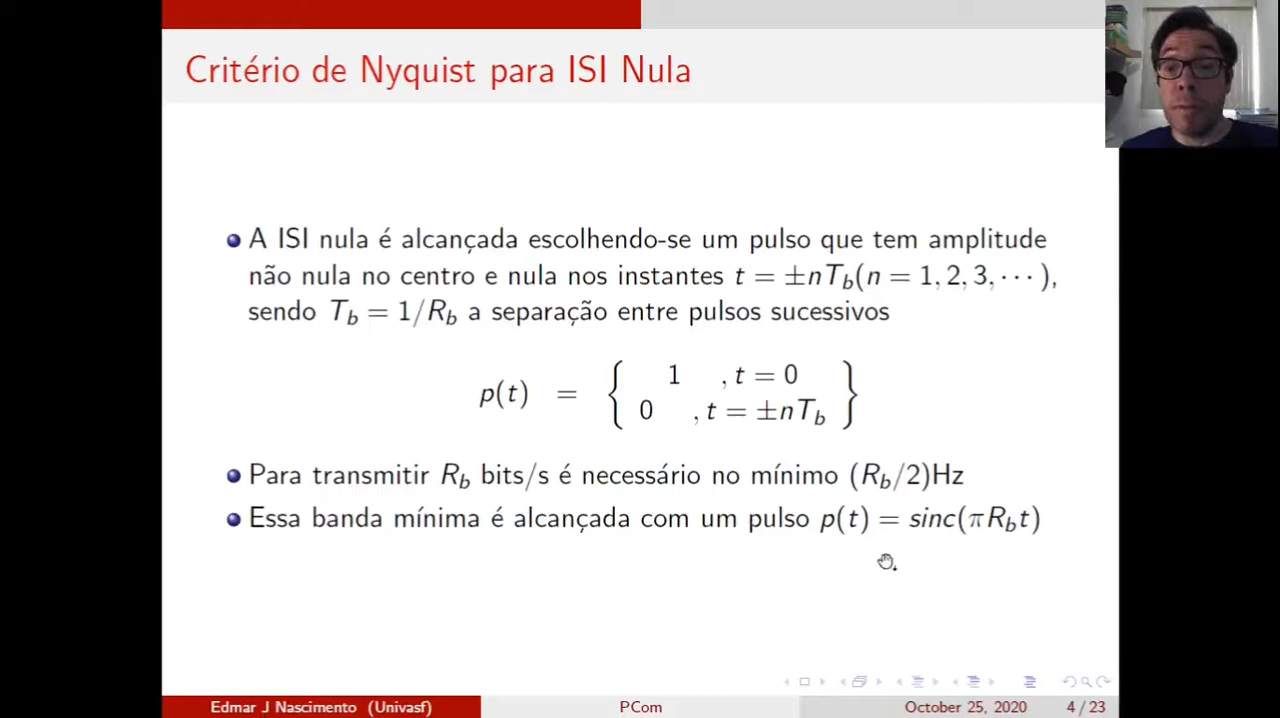 Critério de Nyquist para ISI Nula
A ISI nula é alcançada escolhendo-se um pulso que tem amplitude
não nula no centro e nula nos instantes t = ±nT_b(n = 1, 2, 3, ⋯),
sendo T_b = 1/R_b a separação entre pulsos sucessivos
p(t) = { 1 , t = 0
0 , t = ±nT_b }
Para transmitir R_b bits/s é necessário no mínimo (R_b/2)Hz
Essa banda mínima é alcançada com um pulso p(t) = sinc(πR_bt)
Edmar J Nascimento (Univasf) PCom October 25, 2020 4 / 23